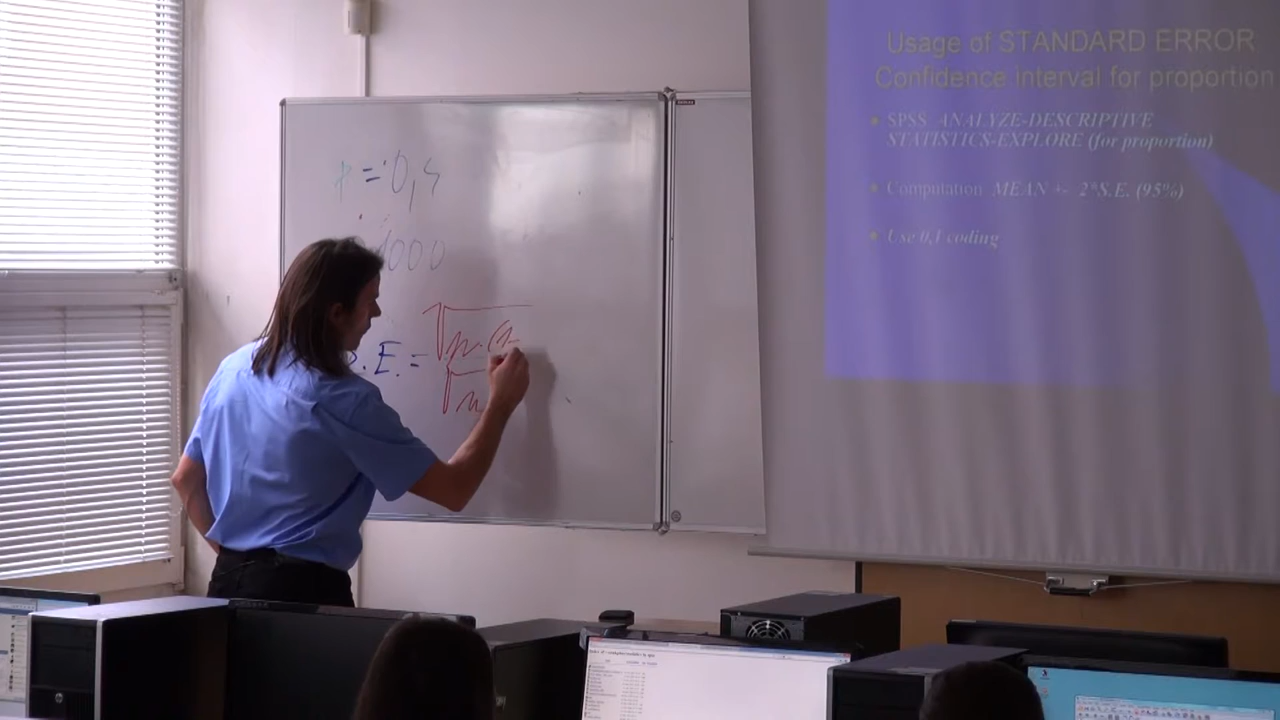 p = 0,4
1000
S.E. =
n
Usage of STANDARD ERROR
Confidence interval for proportion
• SPSS ANALYZE-DESCRIPTIVE
STATISTICS-EXPLORE (for proportion)
• Computation MEAN +- 2*S.E. (95%)
• Use 0,1 coding